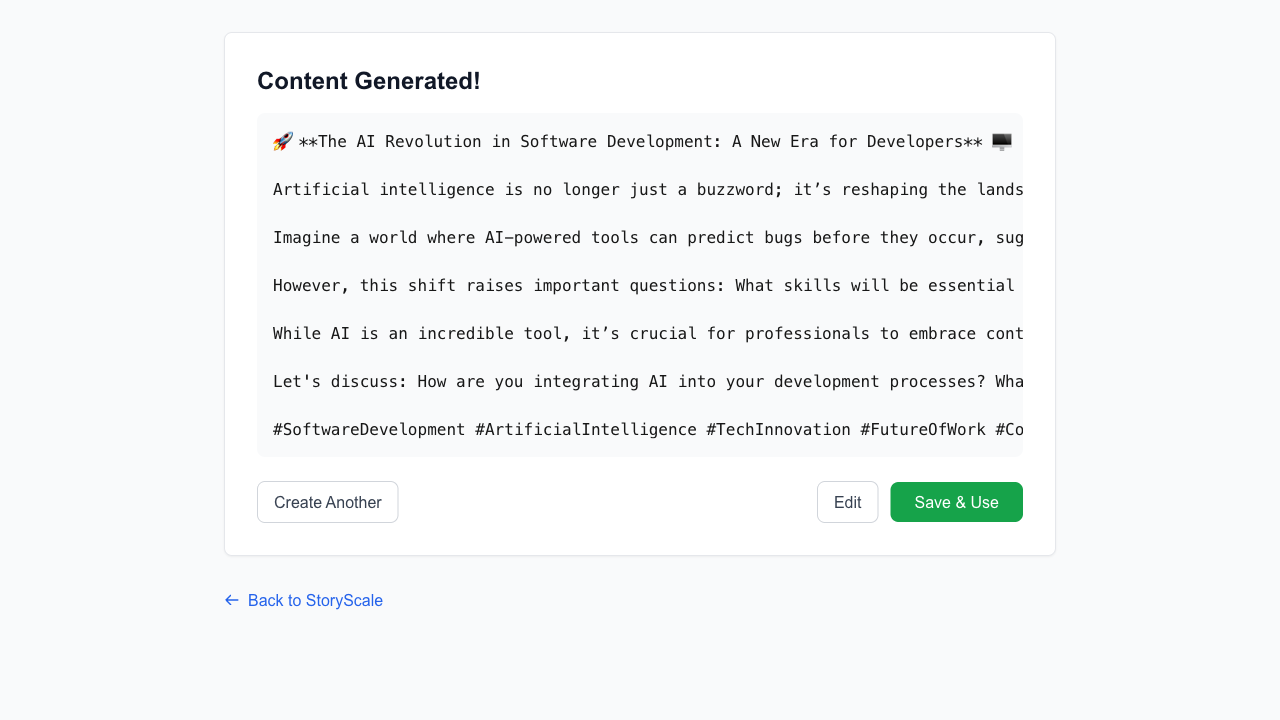 Content Generated!
🚀 **The AI Revolution in Software Development: A New Era for Developers** 🖥️
Artificial intelligence is no longer just a buzzword; it’s reshaping the lands
Imagine a world where AI-powered tools can predict bugs before they occur, sug
However, this shift raises important questions: What skills will be essential
While AI is an incredible tool, it’s crucial for professionals to embrace cont
Let's discuss: How are you integrating AI into your development processes? Wha
#SoftwareDevelopment #ArtificialIntelligence #TechInnovation #FutureOfWork #Co
Create Another Edit Save & Use
← Back to StoryScale